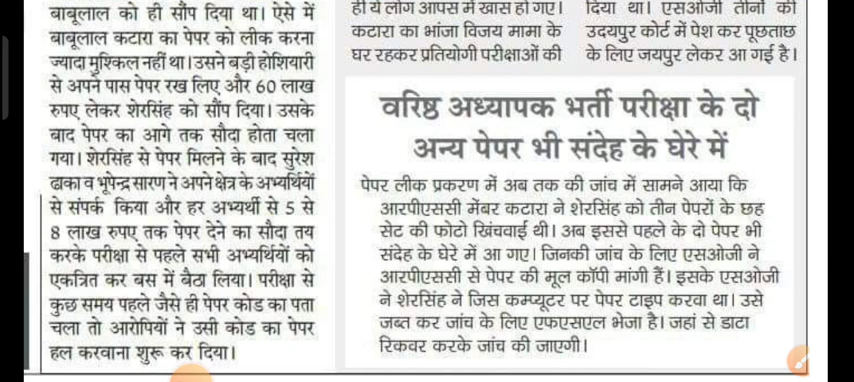 बाबूलाल को ही सौंप दिया था। ऐसे में
बाबूलाल कटारा का पेपर को लीक करना
ज्यादा मुश्किल नहीं था। उसने बड़ी होशियारी
से अपने पास पेपर रख लिए और 60 लाख
रुपए लेकर शेरसिंह को सौंप दिया। उसके
बाद पेपर का आगे तक सौदा होता चला
गया। शेरसिंह से पेपर मिलने के बाद सुरेश
ढाका व भूपेन्द्र सारण ने अपने क्षेत्र के अभ्यर्थियों
से संपर्क किया और हर अभ्यर्थी से 5 से
8 लाख रुपए तक पेपर देने का सौदा तय
करके परीक्षा से पहले सभी अभ्यर्थियों को
एकत्रित कर बस में बैठा लिया। परीक्षा से
कुछ समय पहले जैसे ही पेपर कोड का पता
चला तो आरोपियों ने उसी कोड का पेपर
हल करवाना शुरू कर दिया।
ही ये लोग आपस में खास हो गए।
कटारा का भांजा विजय मामा के
घर रहकर प्रतियोगी परीक्षाओं की
दिया था। एसओजी तीनों को
उदयपुर कोर्ट में पेश कर पूछताछ
के लिए जयपुर लेकर आ गई है।
वरिष्ठ अध्यापक भर्ती परीक्षा के दो
अन्य पेपर भी संदेह के घेरे में
पेपर लीक प्रकरण में अब तक की जांच में सामने आया कि
आरपीएससी मेंबर कटारा ने शेरसिंह को तीन पेपरों के छह
सेट की फोटो खिंचवाई थी। अब इससे पहले के दो पेपर भी
संदेह के घेरे में आ गए। जिनकी जांच के लिए एसओजी ने
आरपीएससी से पेपर की मूल कॉपी मांगी हैं। इसके एसओजी
ने शेरसिंह ने जिस कम्प्यूटर पर पेपर टाइप करवा था। उसे
जब्त कर जांच के लिए एफएसएल भेजा है। जहां से डाटा
रिकवर करके जांच की जाएगी।